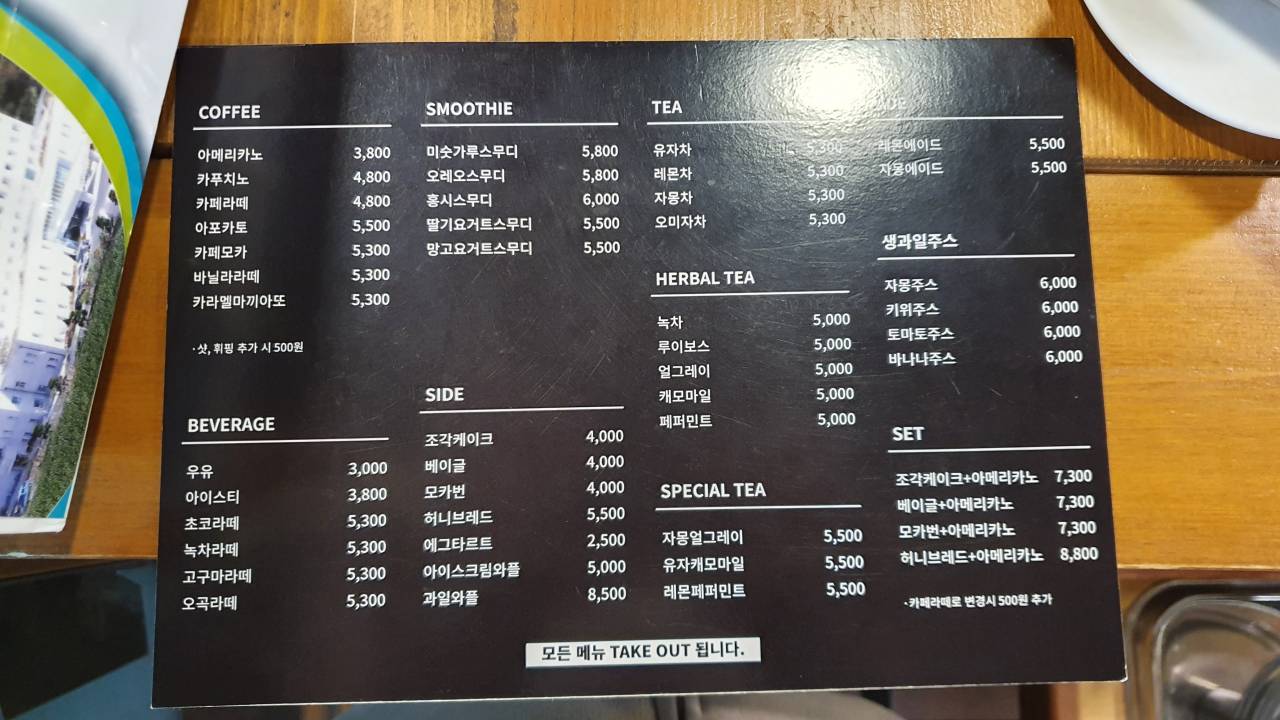 COFFEE
아메리카노 3,800
카푸치노 4,800
카페라떼 4,800
아포카토 5,500
카페모카 5,300
바닐라라떼 5,300
카라멜마끼아또 5,300
·샷, 휘핑 추가 시 500원
BEVERAGE
우유 3,000
아이스티 3,800
초코라떼 5,300
녹차라떼 5,300
고구마라떼 5,300
오곡라떼 5,300
SMOOTHIE
미숫가루스무디 5,800
오레오스무디 5,800
홍시스무디 6,000
딸기요거트스무디 5,500
망고요거트스무디 5,500
SIDE
조각케이크 4,000
베이글 4,000
모카번 4,000
허니브레드 5,500
에그타르트 2,500
아이스크림와플 5,000
과일와플 8,500
TEA
유자차 5,300
레몬차 5,300
자몽차 5,300
오미자차 5,300
HERBAL TEA
녹차 5,000
루이보스 5,000
얼그레이 5,000
캐모마일 5,000
페퍼민트 5,000
SPECIAL TEA
자몽얼그레이 5,500
유자캐모마일 5,500
레몬페퍼민트 5,500
ADE
레몬에이드 5,500
자몽에이드 5,500
생과일주스
자몽주스 6,000
키위주스 6,000
토마토주스 6,000
바나나주스 6,000
SET
조각케이크+아메리카노 7,300
베이글+아메리카노 7,300
모카번+아메리카노 7,300
허니브레드+아메리카노 8,800
·카페라떼로 변경시 500원 추가
모든 메뉴 TAKE OUT 됩니다.